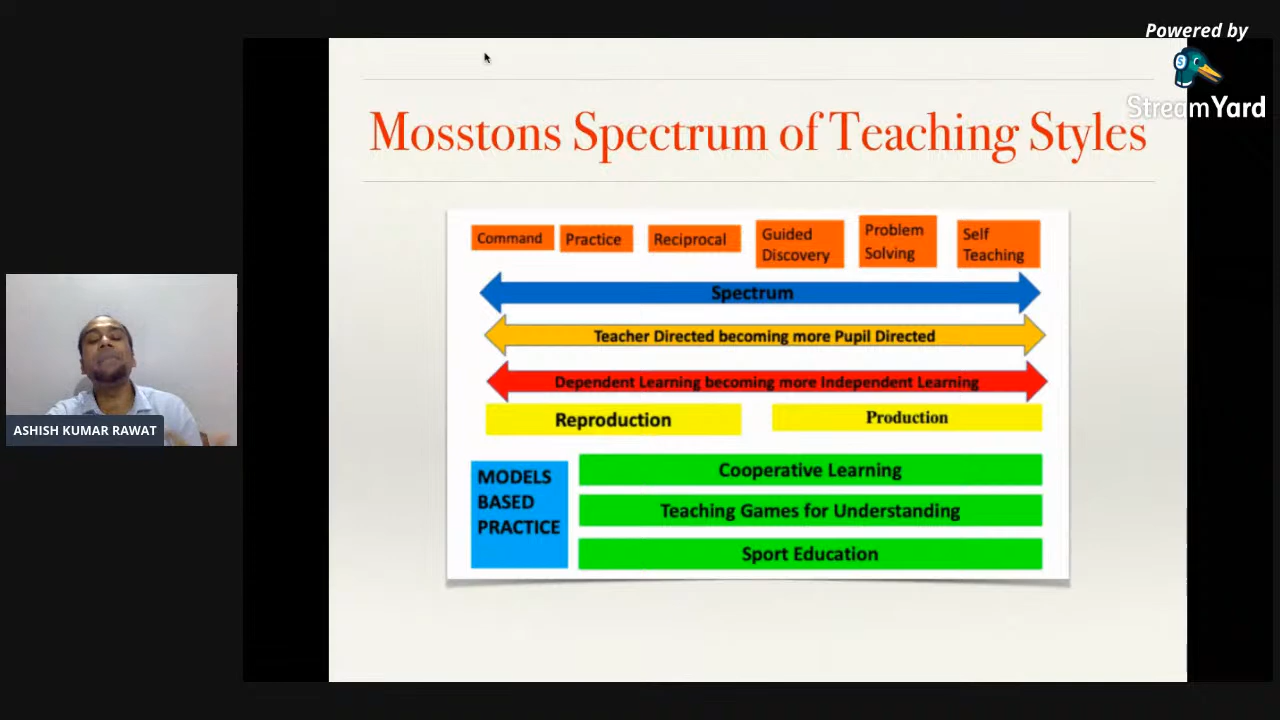 Powered by
StreamYard
Mosstons Spectrum of Teaching Styles
Command
Practice
Reciprocal
Guided
Discovery
Problem
Solving
Self
Teaching
Spectrum
Teacher Directed becoming more Pupil Directed
Dependent Learning becoming more Independent Learning
Reproduction
Production
MODELS
BASED
PRACTICE
Cooperative Learning
Teaching Games for Understanding
Sport Education
ASHISH KUMAR RAWAT